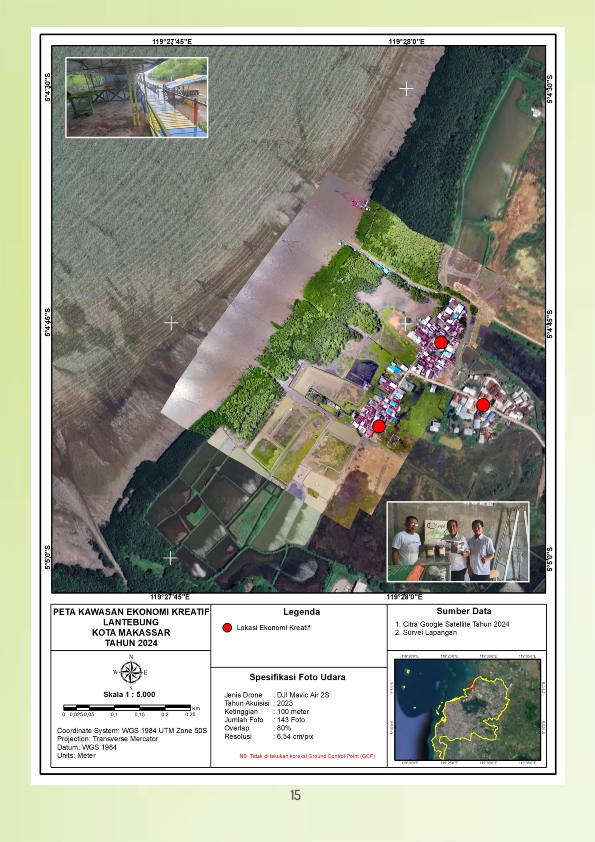 119°27'45"E 119°28'0"E
5°4'30"S 5°4'30"S
5°4'45"S 5°4'45"S
5°5'0"S 5°5'0"S
119°27'45"E 119°28'0"E
PETA KAWASAN EKONOMI KREATIF
LANTEBUNG
KOTA MAKASSAR
TAHUN 2024
N
W E
S
Skala 1 : 5.000
Km
0 0,025 0,05 0,1 0,15 0,2 0,25
Coordinate System: WGS 1984 UTM Zone 50S
Projection: Transverse Mercator
Datum: WGS 1984
Units: Meter
Legenda
Lokasi Ekonomi Kreatif
Spesifikasi Foto Udara
Jenis Drone : DJI Mavic Air 2S
Tahun Akuisisi : 2023
Ketinggian : 100 meter
Jumlah Foto : 143 Foto
Overlap : 80%
Resolusi : 6,54 cm/pix
NB. Tidak di lakukan koreksi Ground Control Point (GCP)
Sumber Data
1. Citra Google Satellite Tahun 2024
2. Survei Lapangan
15